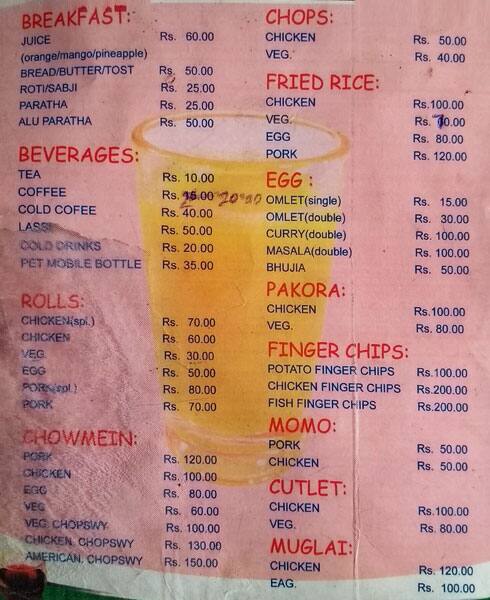 BREAKFAST:
JUICE Rs. 60.00
(orange/mango/pineapple)
BREAD/BUTTER/TOST Rs. 50.00
ROTI/SABJI Rs. 25.00
PARATHA Rs. 25.00
ALU PARATHA Rs. 50.00
BEVERAGES:
TEA Rs. 10.00
COFFEE Rs. 20.00
COLD COFEE Rs. 40.00
LASSI Rs. 50.00
COLD DRINKS Rs. 20.00
PET MOBILE BOTTLE Rs. 35.00
ROLLS:
CHICKEN(spl.) Rs. 70.00
CHICKEN Rs. 60.00
VEG. Rs. 30.00
EGG Rs. 50.00
PORK(spl.) Rs. 80.00
PORK Rs. 70.00
CHOWMEIN:
PORK Rs. 120.00
CHICKEN Rs. 100.00
EGG Rs. 80.00
VEG Rs. 60.00
VEG. CHOPSWY Rs. 100.00
CHICKEN. CHOPSWY Rs. 130.00
AMERICAN. CHOPSWY Rs. 150.00
CHOPS:
CHICKEN Rs. 50.00
VEG. Rs. 40.00
FRIED RICE:
CHICKEN Rs.100.00
VEG. Rs. 70.00
EGG Rs. 80.00
PORK Rs. 120.00
EGG :
OMLET(single) Rs. 15.00
OMLET(double) Rs. 30.00
CURRY(double) Rs. 100.00
MASALA(double) Rs. 100.00
BHUJIA Rs. 50.00
PAKORA:
CHICKEN Rs.100.00
VEG. Rs. 80.00
FINGER CHIPS:
POTATO FINGER CHIPS Rs.100.00
CHICKEN FINGER CHIPS Rs.200.00
FISH FINGER CHIPS Rs.200.00
MOMO:
PORK Rs. 50.00
CHICKEN Rs. 50.00
CUTLET:
CHICKEN Rs.100.00
VEG. Rs. 80.00
MUGLAI:
CHICKEN Rs. 120.00
EAG. Rs. 100.00